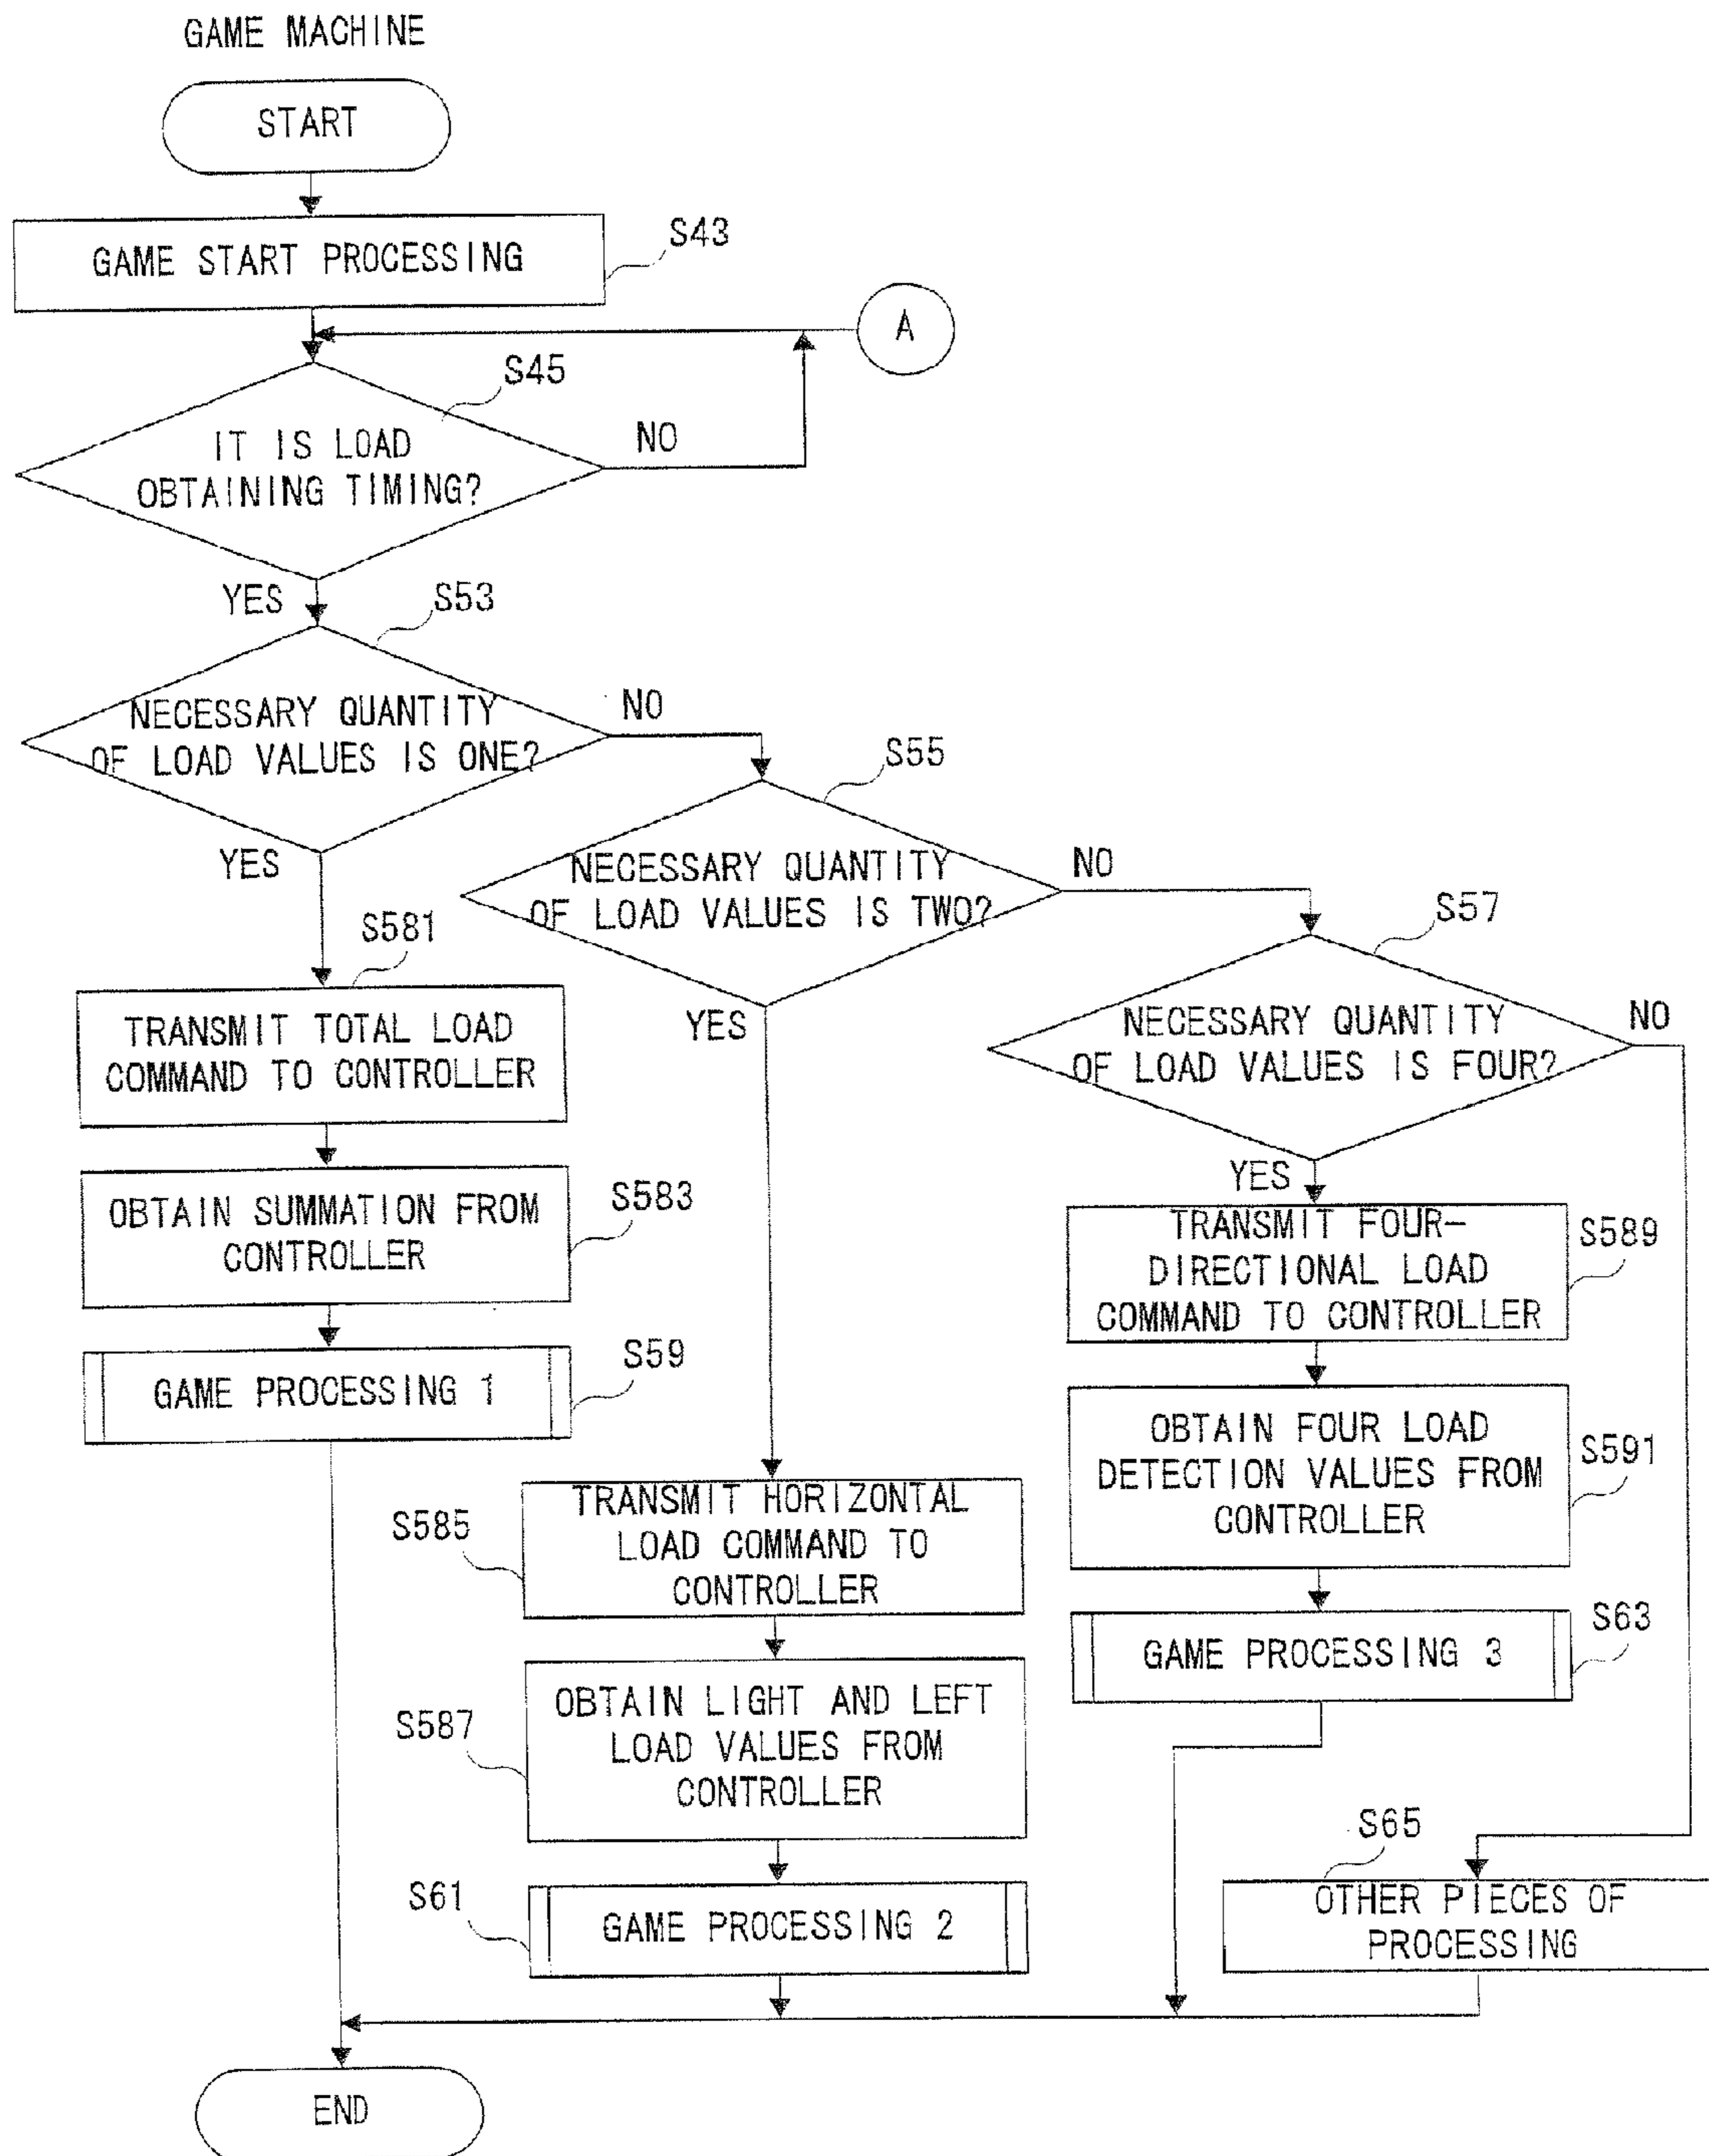 GAME MACHINE
START
GAME START PROCESSING
S43
A
S45
IT IS LOAD
OBTAINING TIMING?
NO
YES
S53
NECESSARY QUANTITY
OF LOAD VALUES IS ONE?
NO
YES
S55
NECESSARY QUANTITY
OF LOAD VALUES IS TWO?
NO
YES
S57
NECESSARY QUANTITY
OF LOAD VALUES IS FOUR?
NO
YES
S581
TRANSMIT TOTAL LOAD
COMMAND TO CONTROLLER
OBTAIN SUMMATION FROM
CONTROLLER
S583
GAME PROCESSING 1
S59
S585
TRANSMIT HORIZONTAL
LOAD COMMAND TO
CONTROLLER
S587
OBTAIN LIGHT AND LEFT
LOAD VALUES FROM
CONTROLLER
S61
GAME PROCESSING 2
TRANSMIT FOUR-
DIRECTIONAL LOAD
COMMAND TO CONTROLLER
S589
OBTAIN FOUR LOAD
DETECTION VALUES FROM
CONTROLLER
S591
GAME PROCESSING 3
S63
S65
OTHER PIECES OF
PROCESSING
END